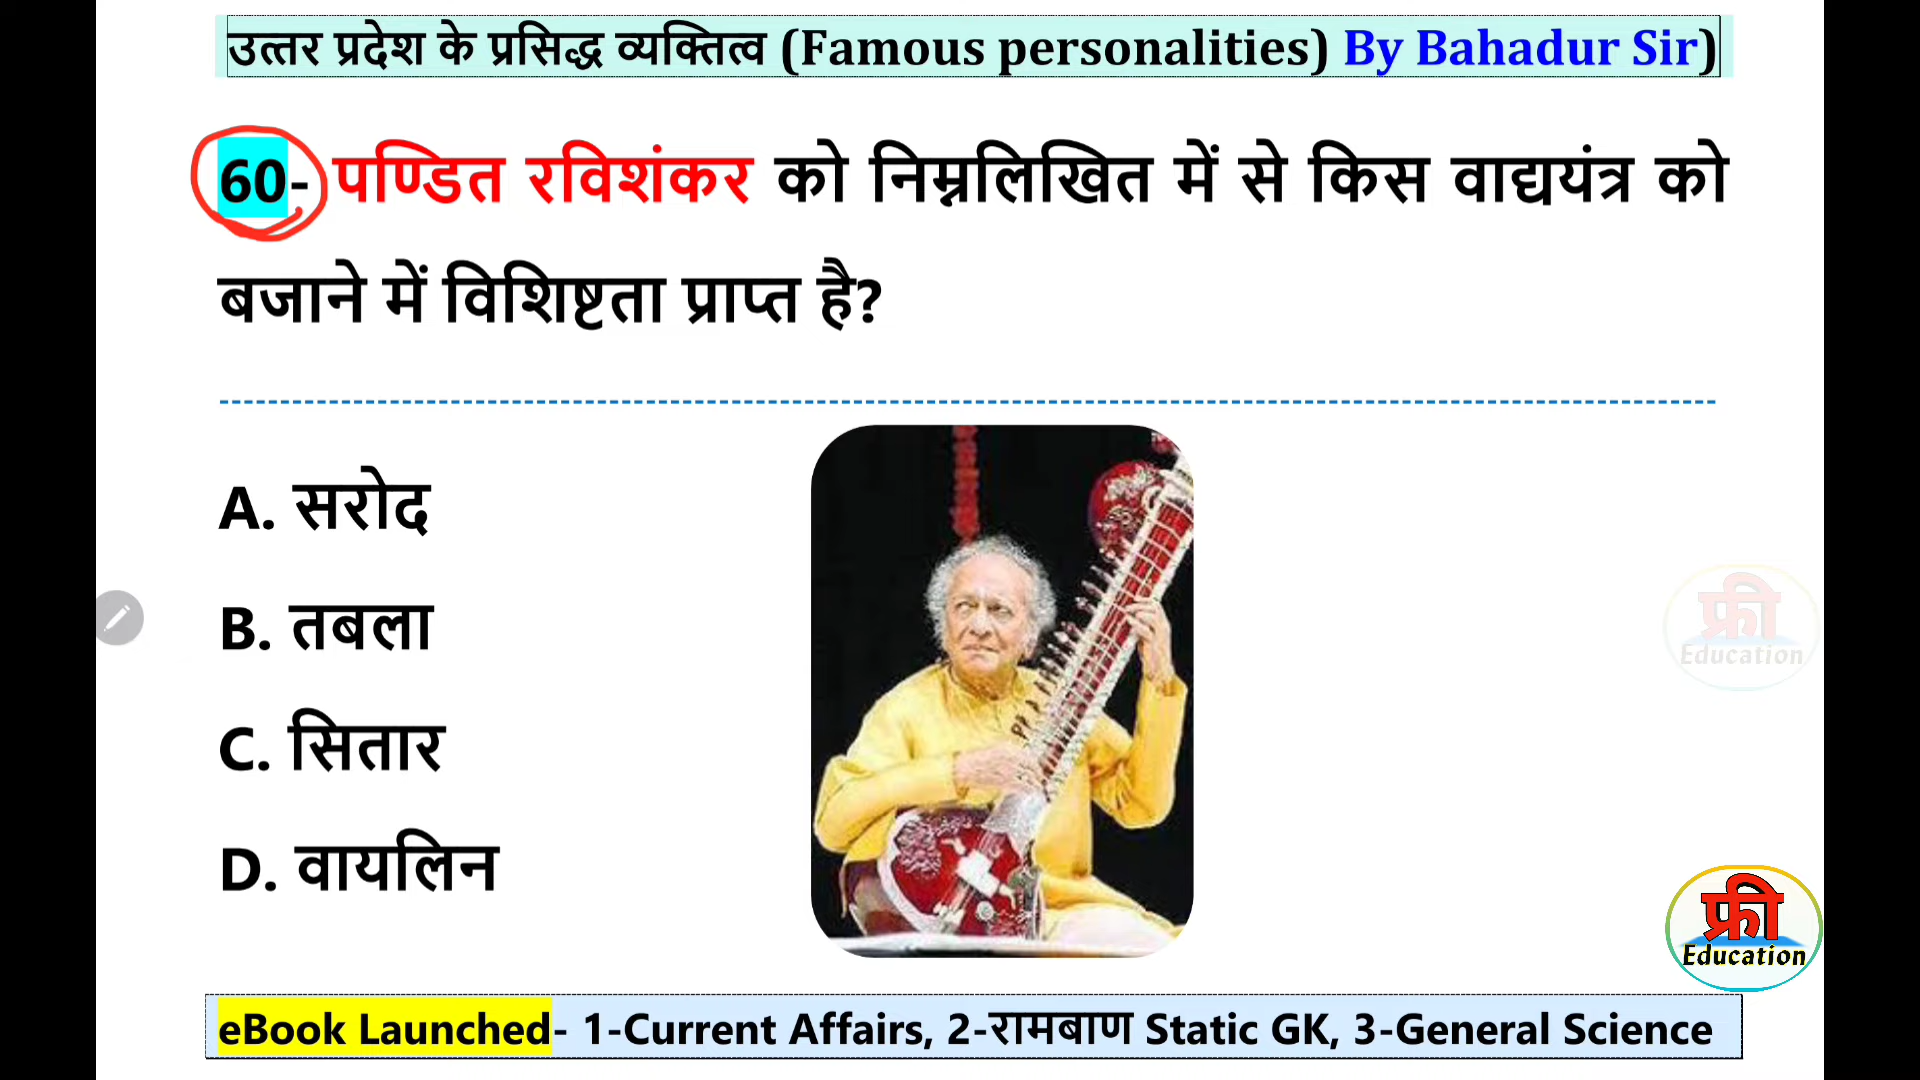 उत्तर प्रदेश के प्रसिद्ध व्यक्तित्व (Famous personalities) By Bahadur Sir)
60- पण्डित रविशंकर को निम्नलिखित में से किस वाद्ययंत्र को
बजाने में विशिष्टता प्राप्त है?
A. सरोद
B. तबला
C. सितार
D. वायलिन
फ्री
Education
फ्री
Education
eBook Launched- 1-Current Affairs, 2-रामबाण Static GK, 3-General Science